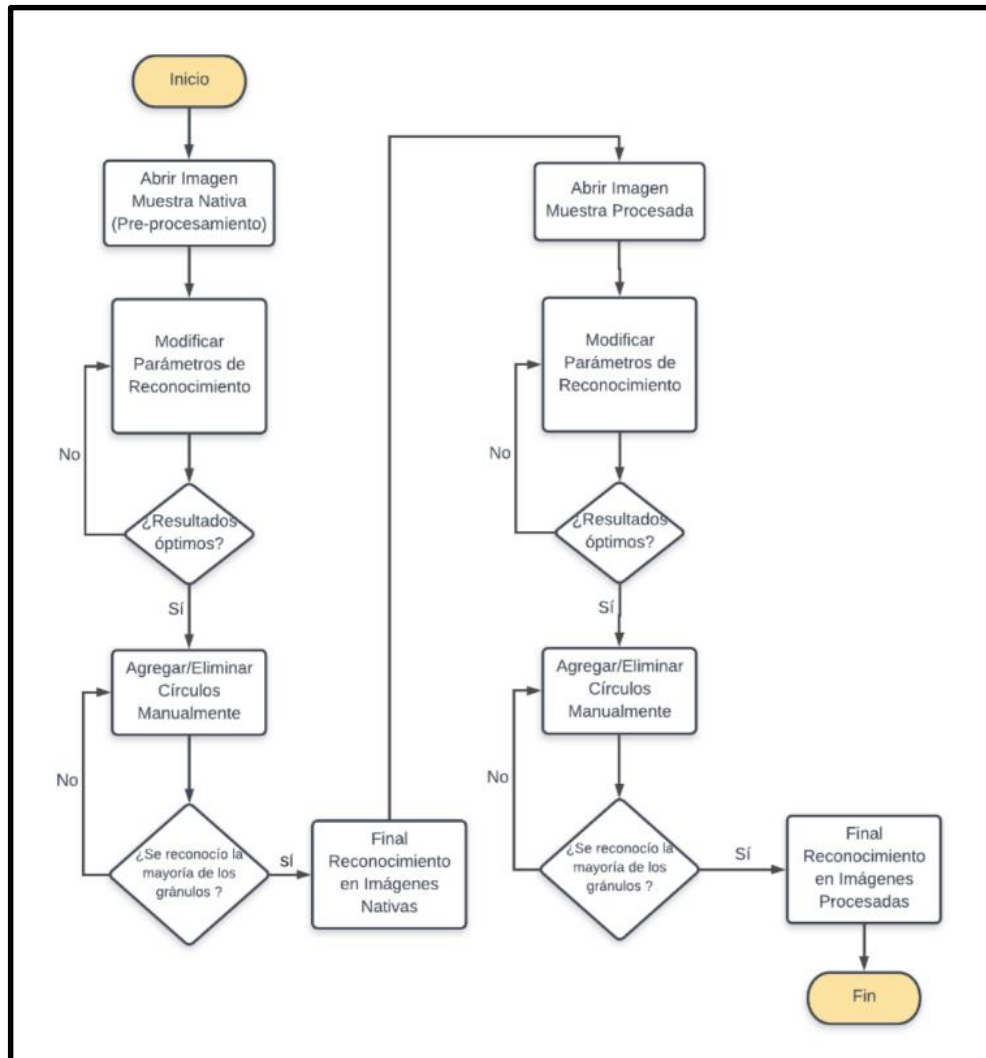 Inicio
Abrir Imagen
Muestra Nativa
(Pre-procesamiento)
Modificar
Parámetros de
Reconocimiento
No
¿Resultados
óptimos?
Sí
Agregar/Eliminar
Círculos
Manualmente
No
¿Se reconocío la
mayoría de los
gránulos ?
sí
Final
Reconocimiento
en Imágenes
Nativas
Abrir Imagen
Muestra Procesada
Modificar
Parámetros de
Reconocimiento
No
¿Resultados
óptimos?
Sí
Agregar/Eliminar
Círculos
Manualmente
No
¿Se reconocío la
mayoría de los
gránulos ?
Sí
Final
Reconocimiento
en Imágenes
Procesadas
Fin